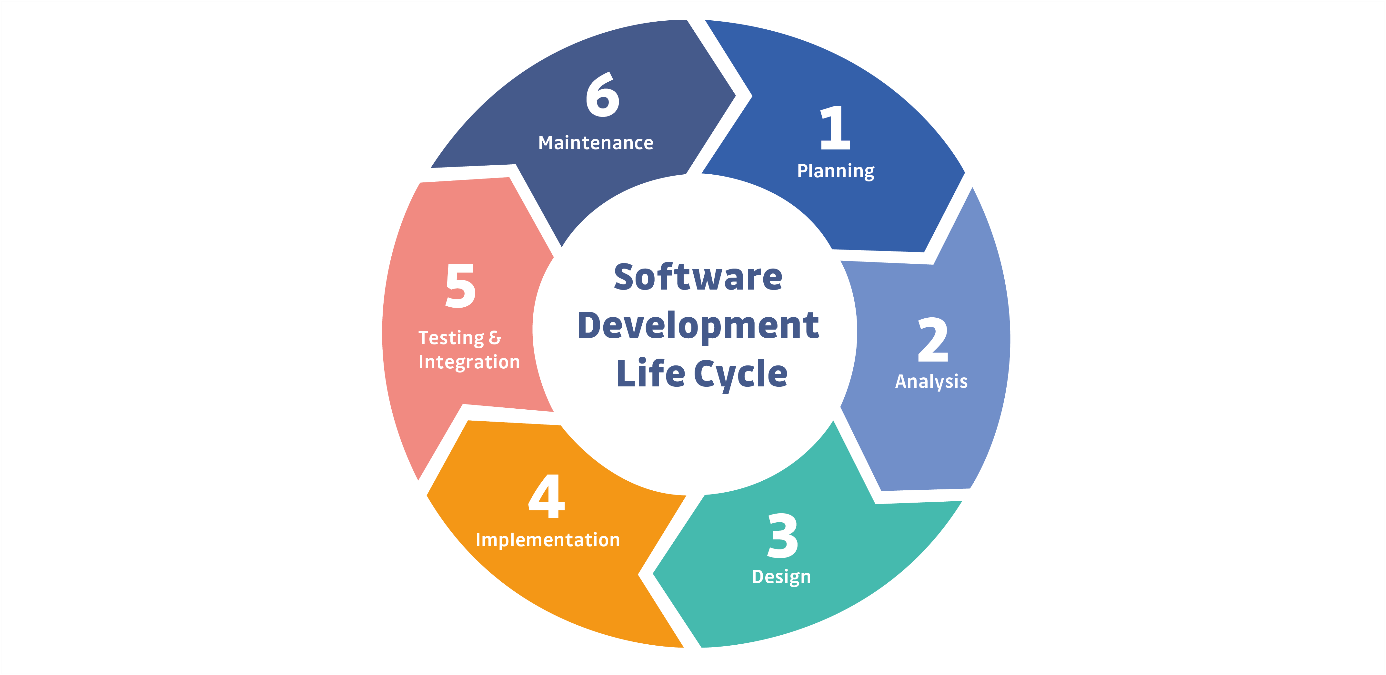 Software
Development
Life Cycle
1
Planning
2
Analysis
3
Design
4
Implementation
5
Testing &
Integration
6
Maintenance